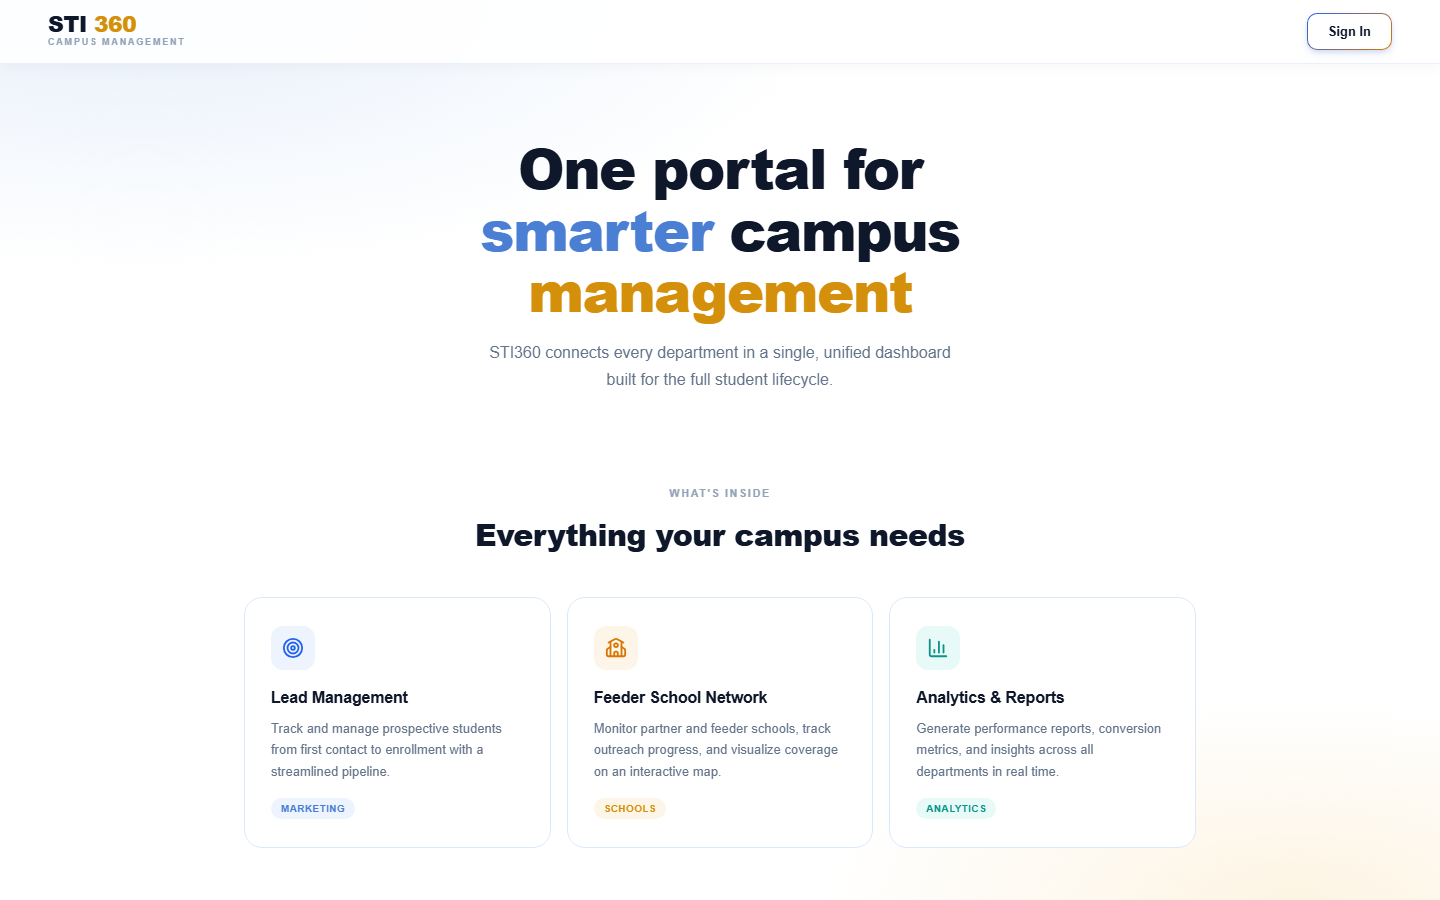 STI 360
CAMPUS MANAGEMENT
Sign In
One portal for
smarter campus
management
STI360 connects every department in a single, unified dashboard
built for the full student lifecycle.
WHAT'S INSIDE
Everything your campus needs
Lead Management
Track and manage prospective students
from first contact to enrollment with a
streamlined pipeline.
MARKETING
Feeder School Network
Monitor partner and feeder schools, track
outreach progress, and visualize coverage
on an interactive map.
SCHOOLS
Analytics & Reports
Generate performance reports, conversion
metrics, and insights across all
departments in real time.
ANALYTICS